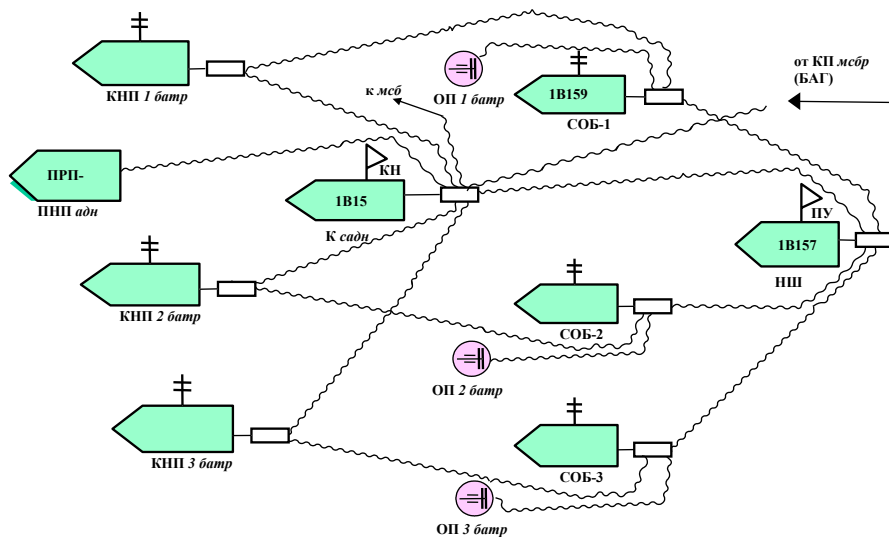 КНП 1 батр
ОП 1 батр
к мсб
1В159
СОБ-1
от КП мсбр
(БАГ)
ПРП-
ПНП адн
КН
1В15
К садн
ПУ
1В157
НШ
КНП 2 батр
СОБ-2
ОП 2 батр
КНП 3 батр
СОБ-3
ОП 3 батр